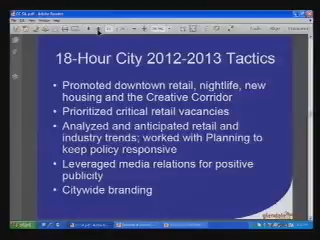 18-Hour City 2012-2013 Tactics
• Promoted downtown retail, nightlife, new
housing and the Creative Corridor
• Prioritized critical retail vacancies
• Analyzed and anticipated retail and
industry trends; worked with Planning to
keep policy responsive
• Leveraged media relations for positive
publicity
• Citywide branding
glendale